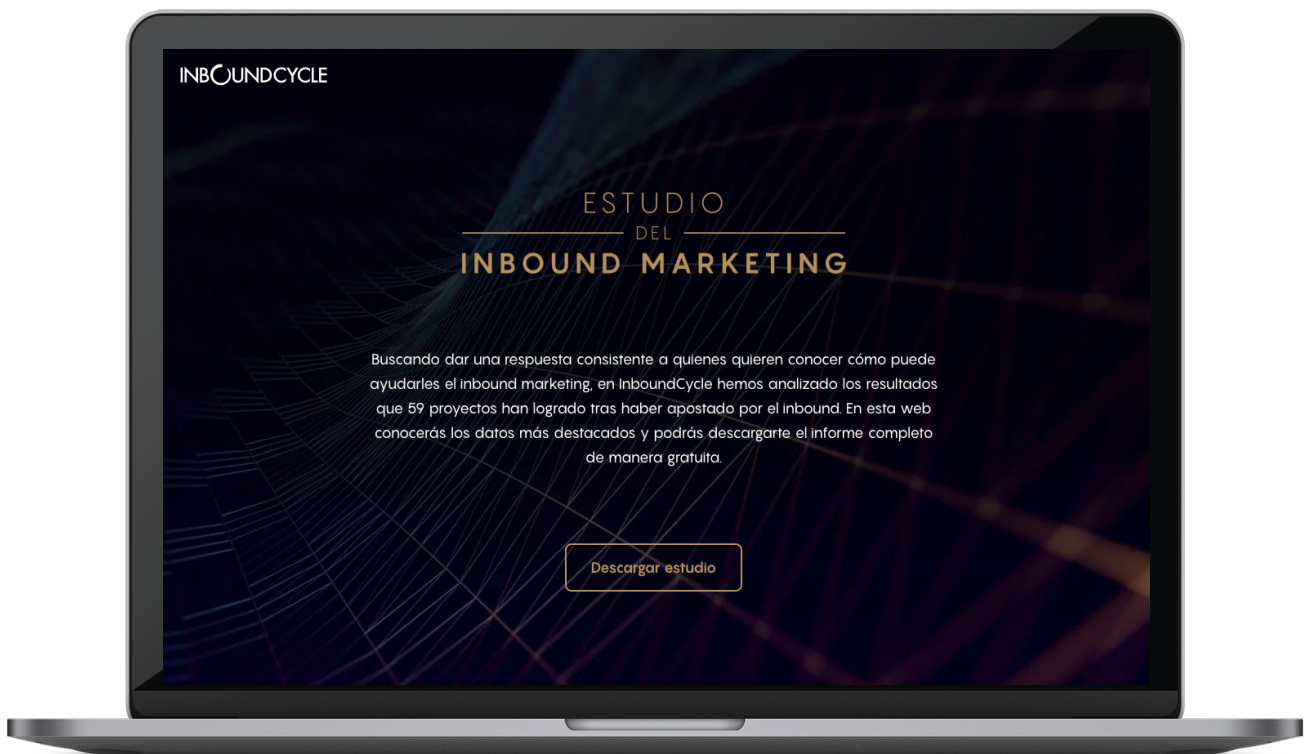 INBOUNDCYCLE
ESTUDIO
DEL
INBOUND MARKETING
Buscando dar una respuesta consistente a quienes quieren conocer cómo puede
ayudarles el inbound marketing, en InboundCycle hemos analizado los resultados
que 59 proyectos han logrado tras haber apostado por el inbound. En esta web
conocerás los datos más destacados y podrás descargarte el informe completo
de manera gratuita.
Descargar estudio